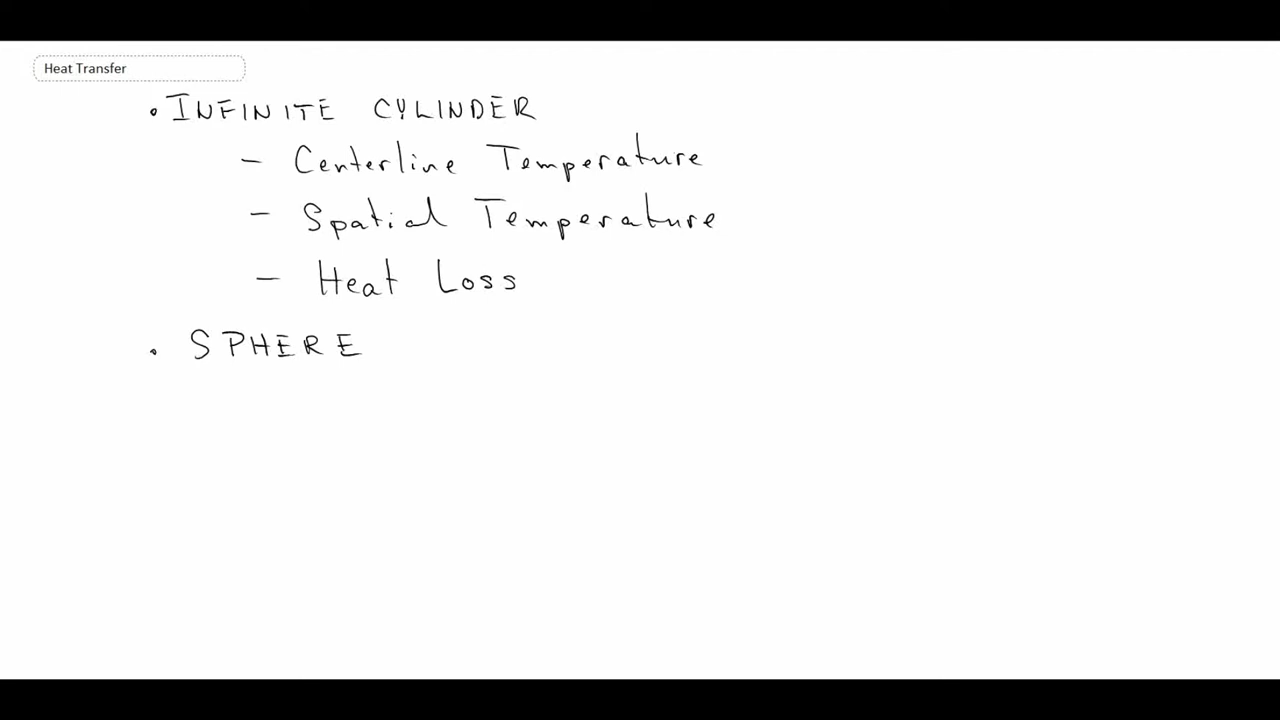 Heat Transfer
• INFINITE CYLINDER
– Centerline Temperature
– Spatial Temperature
– Heat Loss
• SPHERE